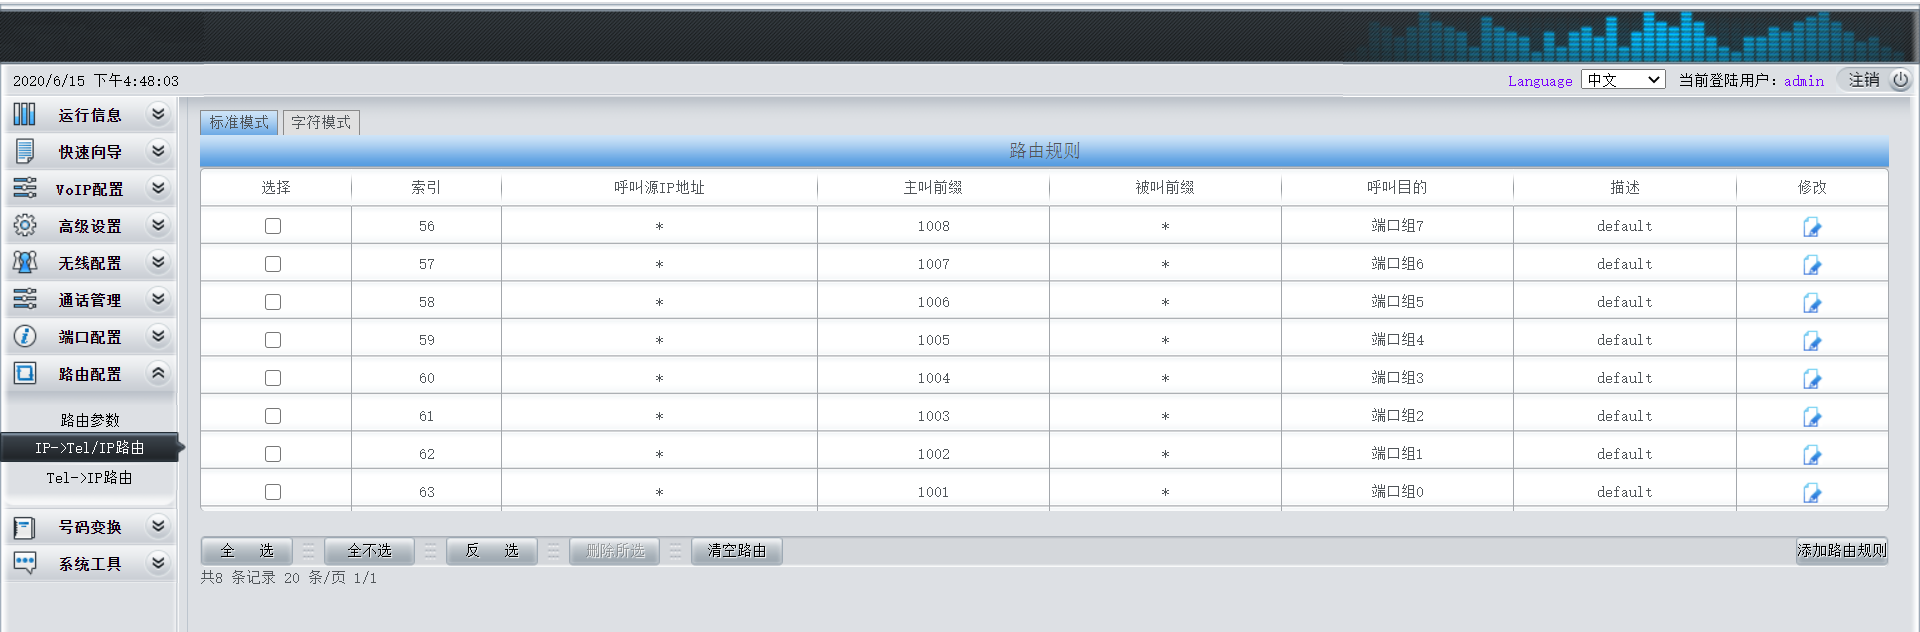 2020/6/15 下午4:48:03
Language 中文 当前登陆用户：admin 注销
运行信息
快速向导
VoIP配置
高级设置
无线配置
通话管理
端口配置
路由配置
路由参数
IP->Tel/IP路由
Tel->IP路由
号码变换
系统工具
标准模式 字符模式
路由规则
选择 索引 呼叫源IP地址 主叫前缀 被叫前缀 呼叫目的 描述 修改
56 * 1008 * 端口组7 default
57 * 1007 * 端口组6 default
58 * 1006 * 端口组5 default
59 * 1005 * 端口组4 default
60 * 1004 * 端口组3 default
61 * 1003 * 端口组2 default
62 * 1002 * 端口组1 default
63 * 1001 * 端口组0 default
全 选 全不选 反 选 删除所选 清空路由 添加路由规则
共8 条记录 20 条/页 1/1